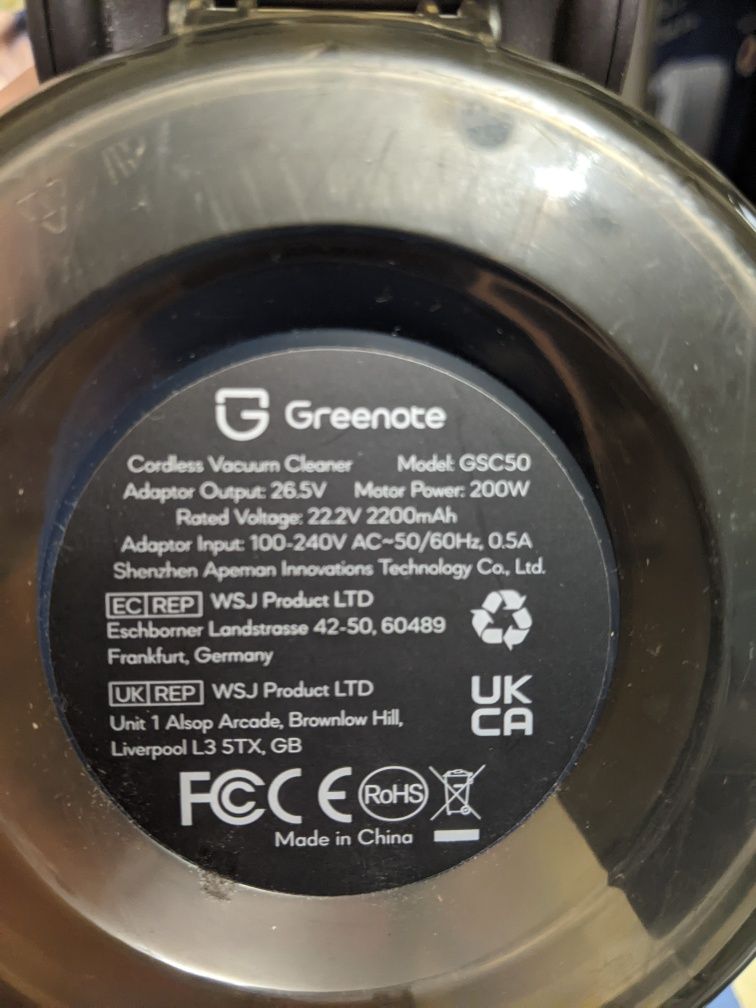 Greenote
Cordless Vacuum Cleaner Model: GSC50
Adaptor Output: 26.5V Motor Power: 200W
Rated Voltage: 22.2V 2200mAh
Adaptor Input: 100-240V AC~50/60Hz, 0.5A
Shenzhen Apeman Innovations Technology Co., Ltd.
EC REP WSJ Product LTD
Eschborner Landstrasse 42-50, 60489
Frankfurt, Germany
UK REP WSJ Product LTD
Unit 1 Alsop Arcade, Brownlow Hill,
Liverpool L3 5TX, GB
UK
CA
FC CE RoHS
Made in China